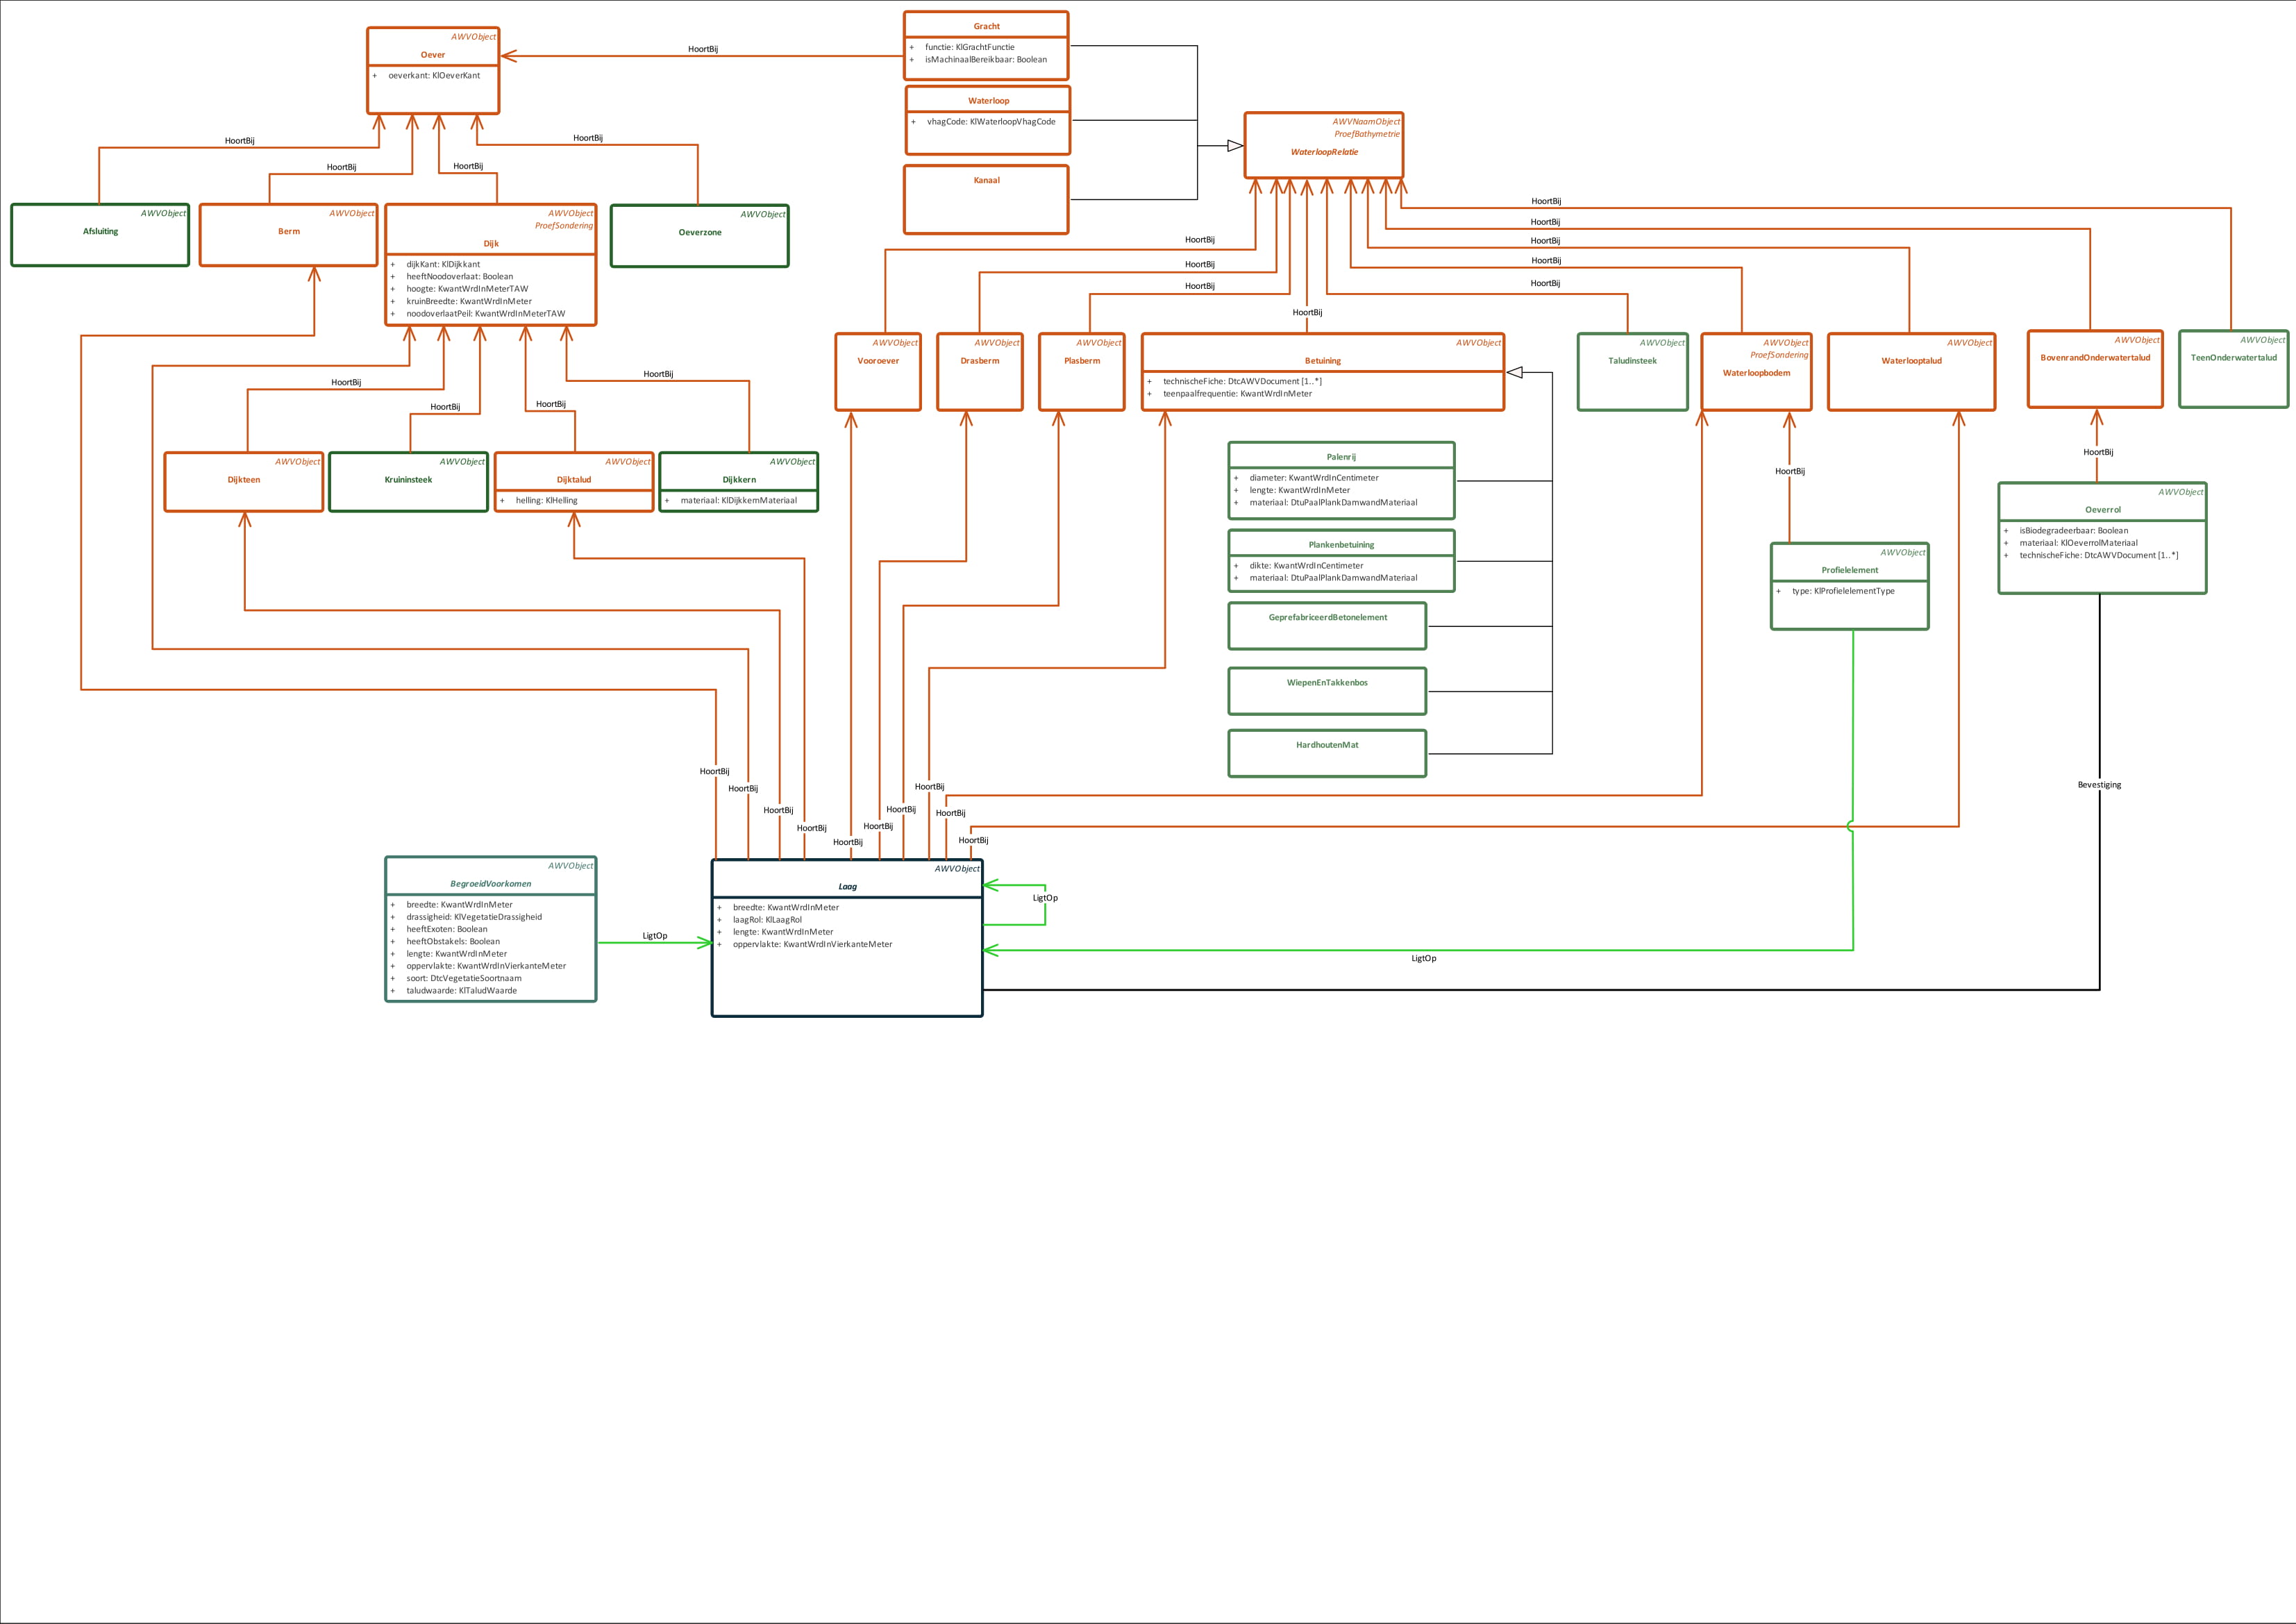 AWVObject
Oever
+ oeverkant: KlOeverKant
HoortBij
Gracht
+ functie: KlGrachtFunctie
+ isMachinaalBereikbaar: Boolean
Waterloop
+ vhagCode: KlWaterloopVhagCode
Kanaal
AWVNaamObject
ProefBathymetrie
WaterloopRelatie
HoortBij
HoortBij
HoortBij
HoortBij
AWVObject
Afsluiting
AWVObject
Berm
AWVObject
ProefSondering
Dijk
+ dijkKant: KlDijkkant
+ heeftNoodoverlaat: Boolean
+ hoogte: KwantWrdInMeterTAW
+ kruinBreedte: KwantWrdInMeter
+ noodoverlaatPeil: KwantWrdInMeterTAW
AWVObject
Oeverzone
HoortBij
HoortBij
HoortBij
HoortBij
HoortBij
HoortBij
HoortBij
HoortBij
HoortBij
AWVObject
Vooroever
AWVObject
Drasberm
AWVObject
Plasberm
AWVObject
Betuining
+ technischeFiche: DtcAWVDocument [1..*]
+ teenpaalfrequentie: KwantWrdInMeter
AWVObject
Taludinsteek
AWVObject
ProefSondering
Waterloopbodem
AWVObject
Waterlooptalud
AWVObject
BovenrandOnderwatertalud
AWVObject
TeenOnderwatertalud
HoortBij
HoortBij
HoortBij
HoortBij
AWVObject
Dijkteen
AWVObject
Kruininsteek
AWVObject
Dijktalud
+ helling: KlHelling
AWVObject
Dijkkern
+ materiaal: KlDijkkernMateriaal
Palenrij
+ diameter: KwantWrdInCentimeter
+ lengte: KwantWrdInMeter
+ materiaal: DtuPaalPlankDamwandMateriaal
Plankenbetuining
+ dikte: KwantWrdInCentimeter
+ materiaal: DtuPaalPlankDamwandMateriaal
GeprefabriceerdBetonelement
WiepenEnTakkenbos
HardhoutenMat
HoortBij
HoortBij
AWVObject
Profielelement
+ type: KlProfielelementType
AWVObject
Oeverrol
+ isBiodegradeerbaar: Boolean
+ materiaal: KlOeverrolMateriaal
+ technischeFiche: DtcAWVDocument [1..*]
Bevestiging
HoortBij
HoortBij
HoortBij
HoortBij
HoortBij
HoortBij
HoortBij
HoortBij
HoortBij
HoortBij
AWVObject
BegroeidVoorkomen
+ breedte: KwantWrdInMeter
+ drassigheid: KlVegetatieDrassigheid
+ heeftExoten: Boolean
+ heeftObstakels: Boolean
+ lengte: KwantWrdInMeter
+ oppervlakte: KwantWrdInVierkanteMeter
+ soort: DtcVegetatieSoortnaam
+ taludwaarde: KlTaludWaarde
LigtOp
AWVObject
Laag
+ breedte: KwantWrdInMeter
+ laagRol: KlLaagRol
+ lengte: KwantWrdInMeter
+ oppervlakte: KwantWrdInVierkanteMeter
LigtOp
LigtOp